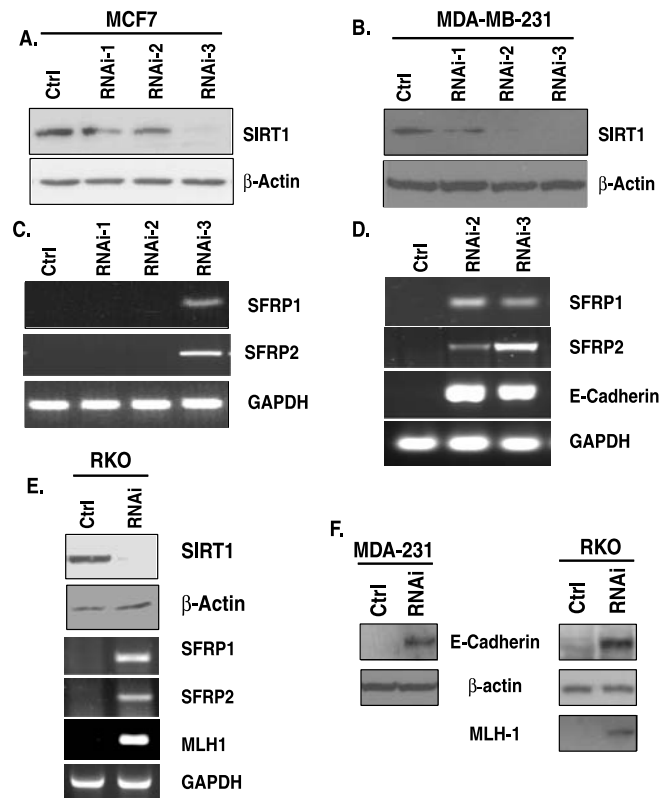 MCF7
A.
Ctrl
RNAi-1
RNAi-2
RNAi-3
SIRT1
β-Actin
MDA-MB-231
B.
Ctrl
RNAi-1
RNAi-2
RNAi-3
SIRT1
β-Actin
C.
Ctrl
RNAi-1
RNAi-2
RNAi-3
SFRP1
SFRP2
GAPDH
D.
Ctrl
RNAi-2
RNAi-3
SFRP1
SFRP2
E-Cadherin
GAPDH
RKO
E.
Ctrl
RNAi
SIRT1
β-Actin
SFRP1
SFRP2
MLH1
GAPDH
F.
MDA-231
RKO
Ctrl
RNAi
Ctrl
RNAi
E-Cadherin
β-actin
MLH-1